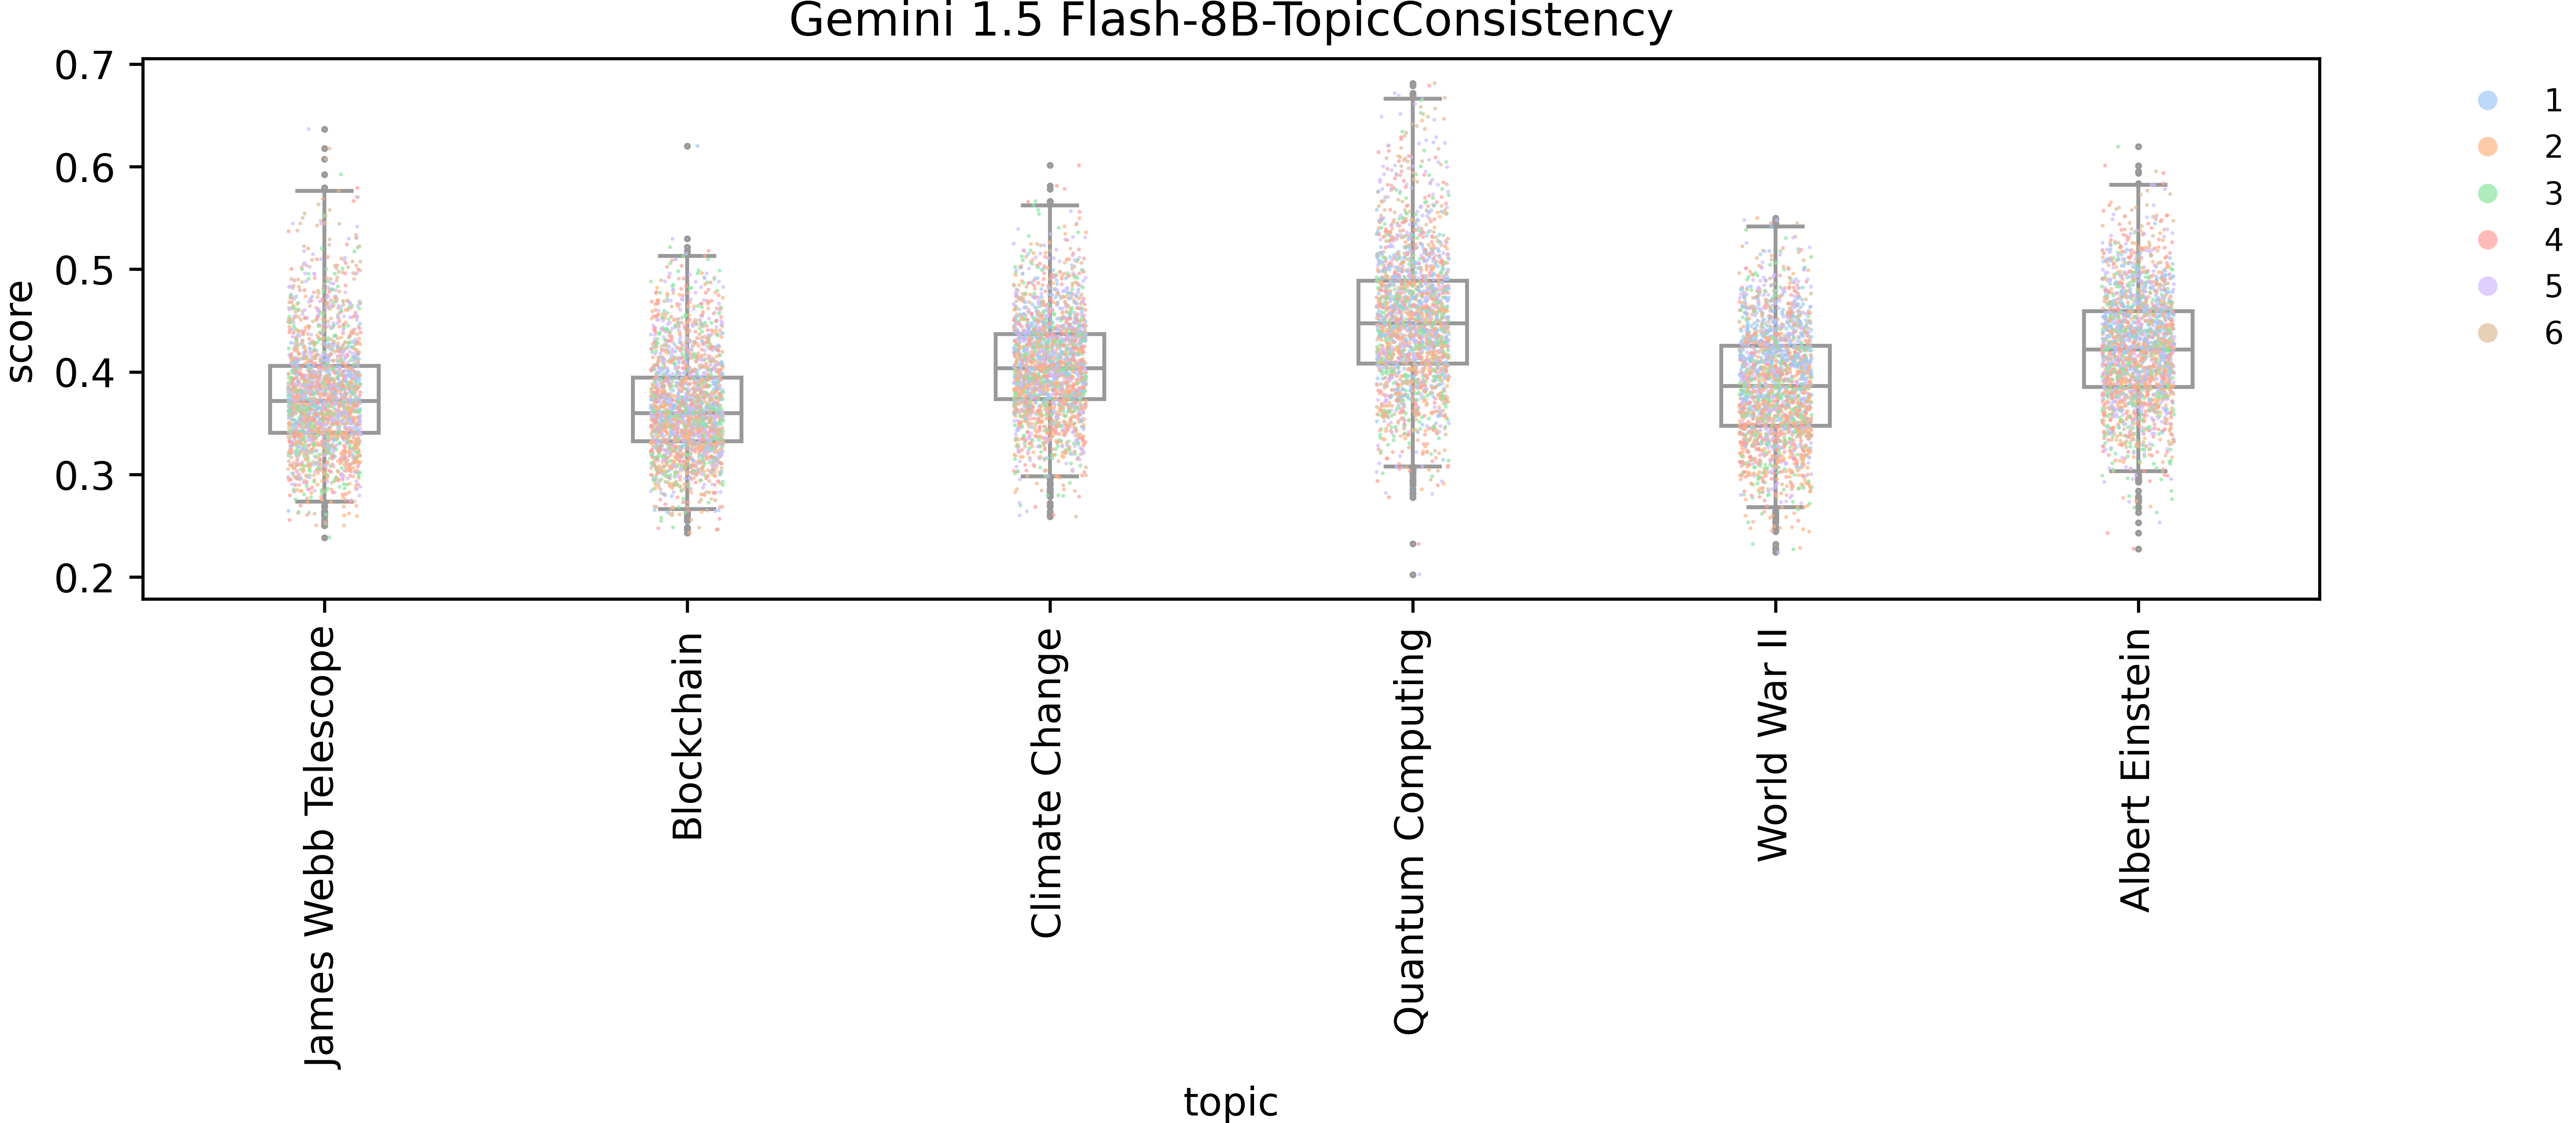 Gemini 1.5 Flash-8B-TopicConsistency
score
0.7
0.6
0.5
0.4
0.3
0.2
James Webb Telescope
Blockchain
Climate Change
Quantum Computing
World War II
Albert Einstein
topic
1
2
3
4
5
6